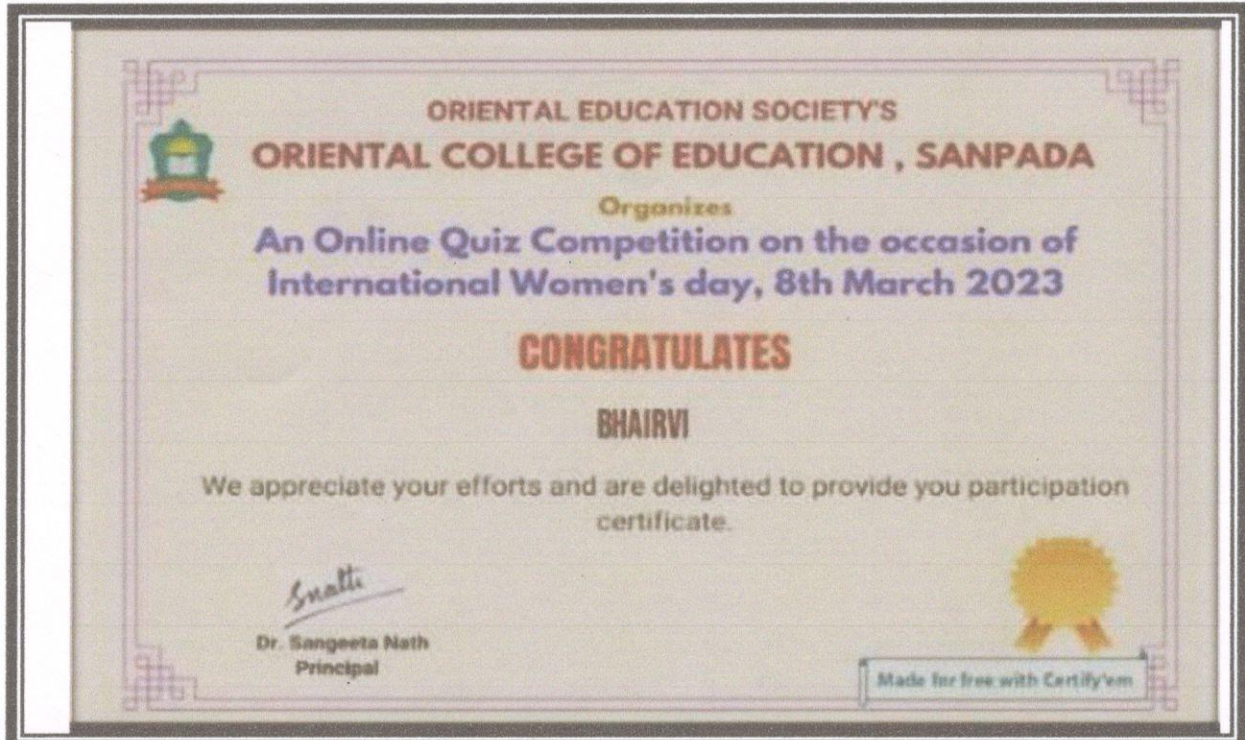 ORIENTAL EDUCATION SOCIETY'S
ORIENTAL COLLEGE OF EDUCATION , SANPADA
Organizes
An Online Quiz Competition on the occasion of
International Women's day, 8th March 2023
CONGRATULATES
BHAIRVI
We appreciate your efforts and are delighted to provide you participation
certificate.
Snath
Dr. Sangeeta Nath
Principal
Made for free with Certify'em